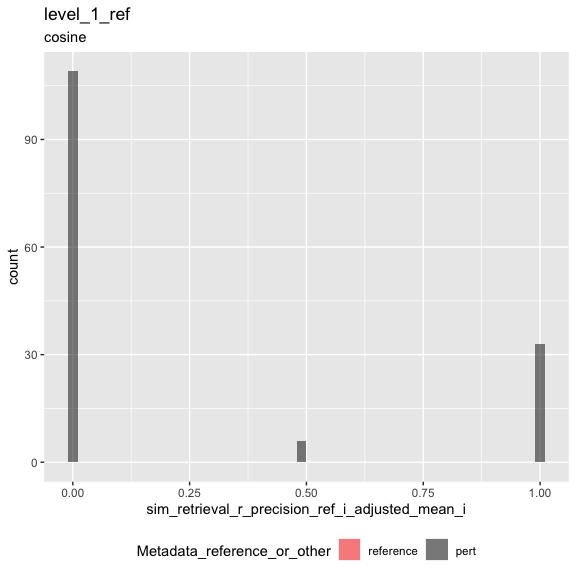 level_1_ref
cosine
90
60
30
0
count
0.00 0.25 0.50 0.75 1.00
sim_retrieval_r_precision_ref_i_adjusted_mean_i
Metadata_reference_or_other reference pert